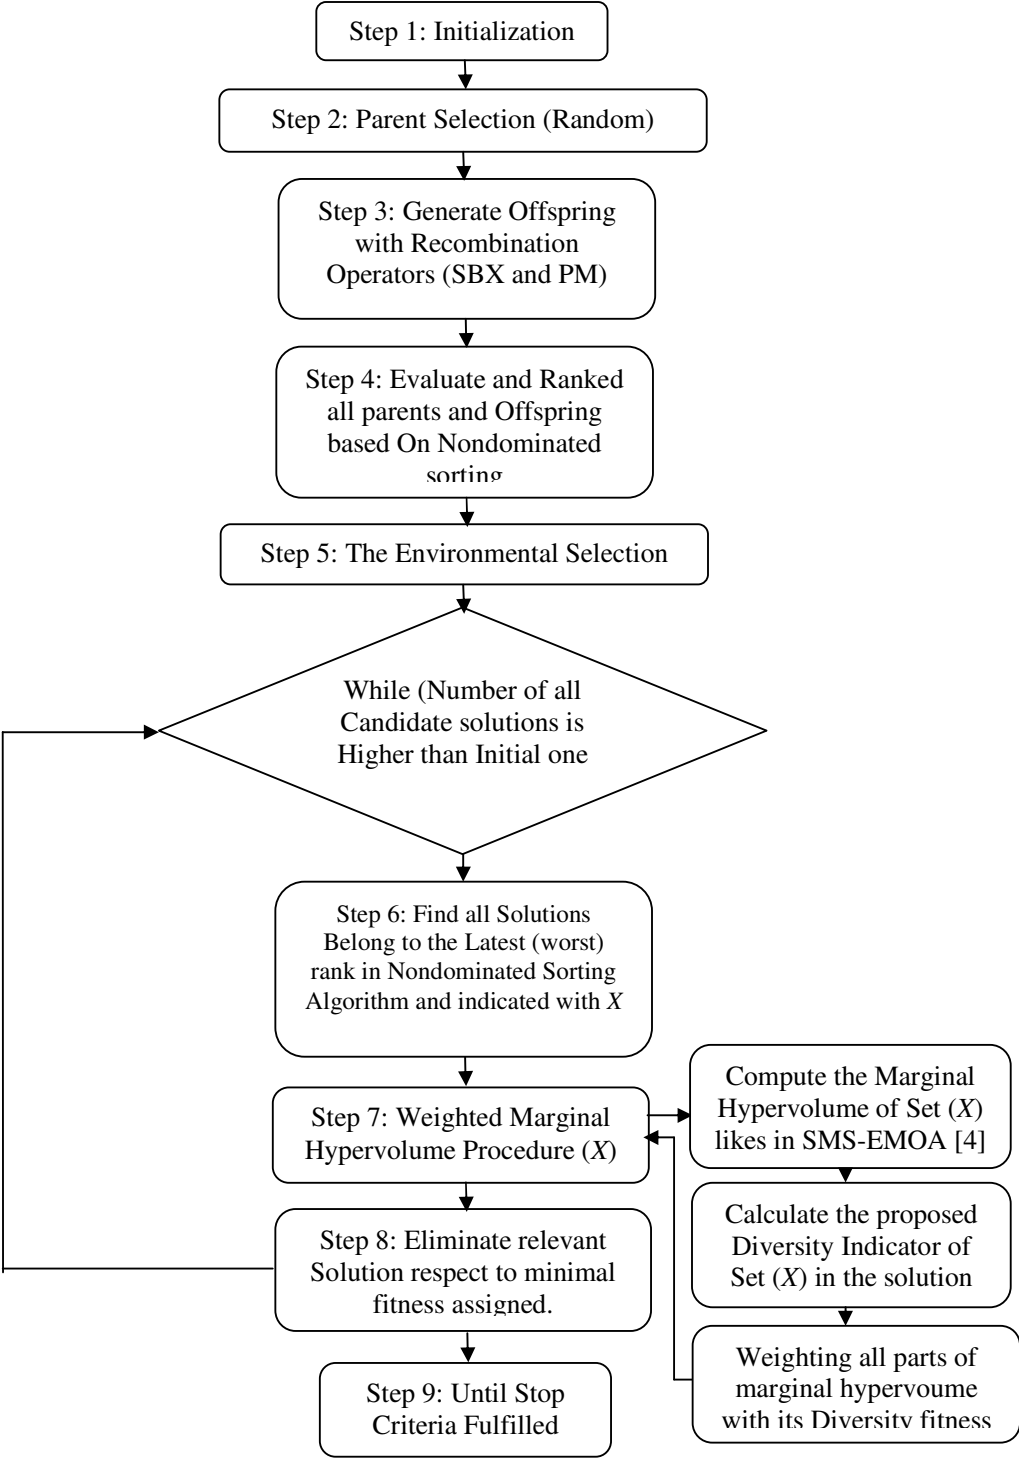 Step 1: Initialization
Step 2: Parent Selection (Random)
Step 3: Generate Offspring
with Recombination
Operators (SBX and PM)
Step 4: Evaluate and Ranked
all parents and Offspring
based On Nondominated
sorting
Step 5: The Environmental Selection
While (Number of all
Candidate solutions is
Higher than Initial one
Step 6: Find all Solutions
Belong to the Latest (worst)
rank in Nondominated Sorting
Algorithm and indicated with X
Step 7: Weighted Marginal
Hypervolume Procedure (X)
Compute the Marginal
Hypervolume of Set (X)
likes in SMS-EMOA [4]
Calculate the proposed
Diversity Indicator of
Set (X) in the solution
Weighting all parts of
marginal hypervoume
with its Diversity fitness
Step 8: Eliminate relevant
Solution respect to minimal
fitness assigned.
Step 9: Until Stop
Criteria Fulfilled